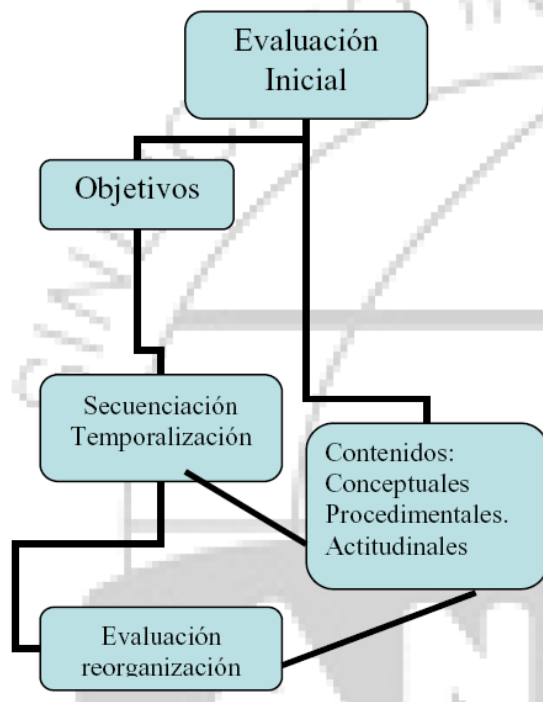 Evaluación
Inicial
Objetivos
Secuenciación
Temporalización
Contenidos:
Conceptuales
Procedimentales.
Actitudinales
Evaluación
reorganización